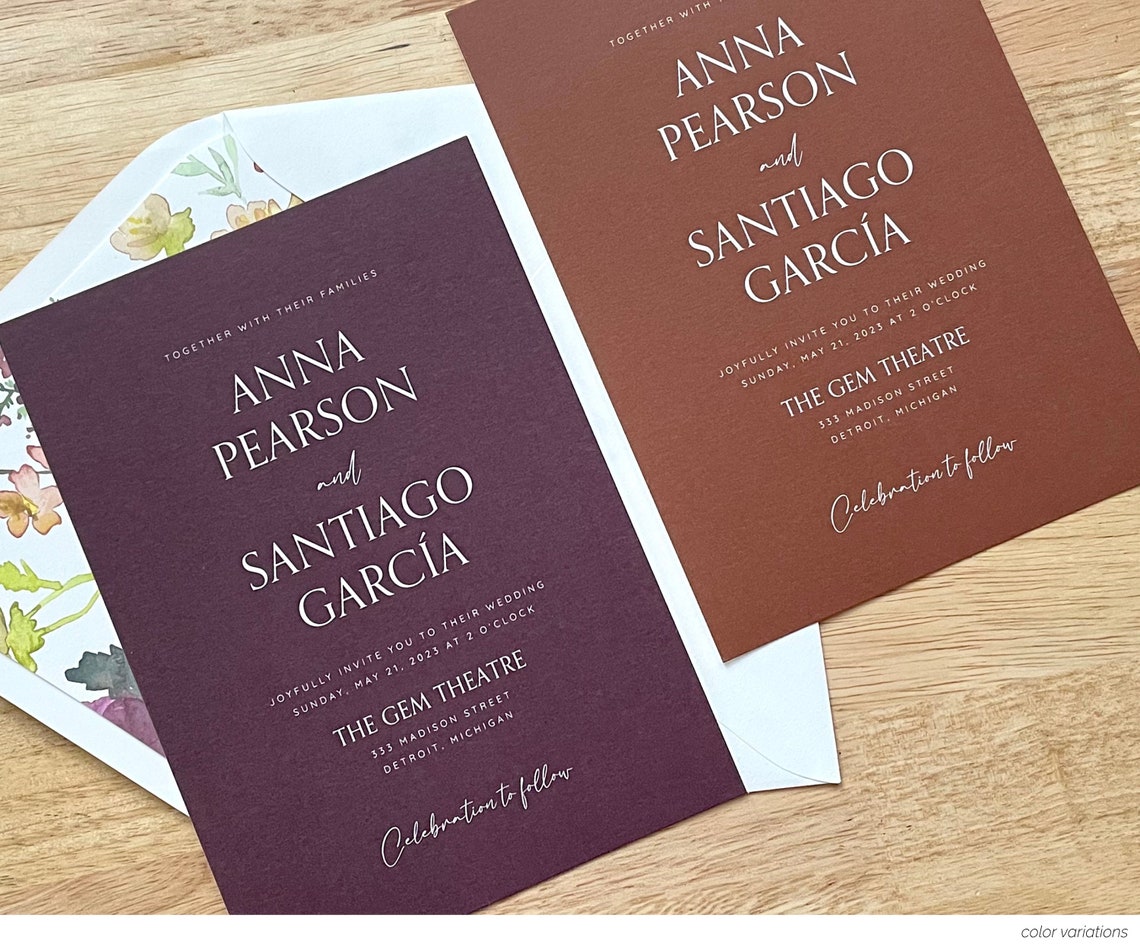 TOGETHER WITH THEIR FAMILIES
ANNA
PEARSON
and
SANTIAGO
GARCÍA
JOYFULLY INVITE YOU TO THEIR WEDDING
SUNDAY, MAY 21, 2023 AT 2 O'CLOCK
THE GEM THEATRE
333 MADISON STREET
DETROIT, MICHIGAN
Celebration to follow
TOGETHER WITH
ANNA
PEARSON
and
SANTIAGO
GARCÍA
JOYFULLY INVITE YOU TO THEIR WEDDING
SUNDAY, MAY 21, 2023 AT 2 O'CLOCK
THE GEM THEATRE
333 MADISON STREET
DETROIT, MICHIGAN
Celebration to follow
color variations